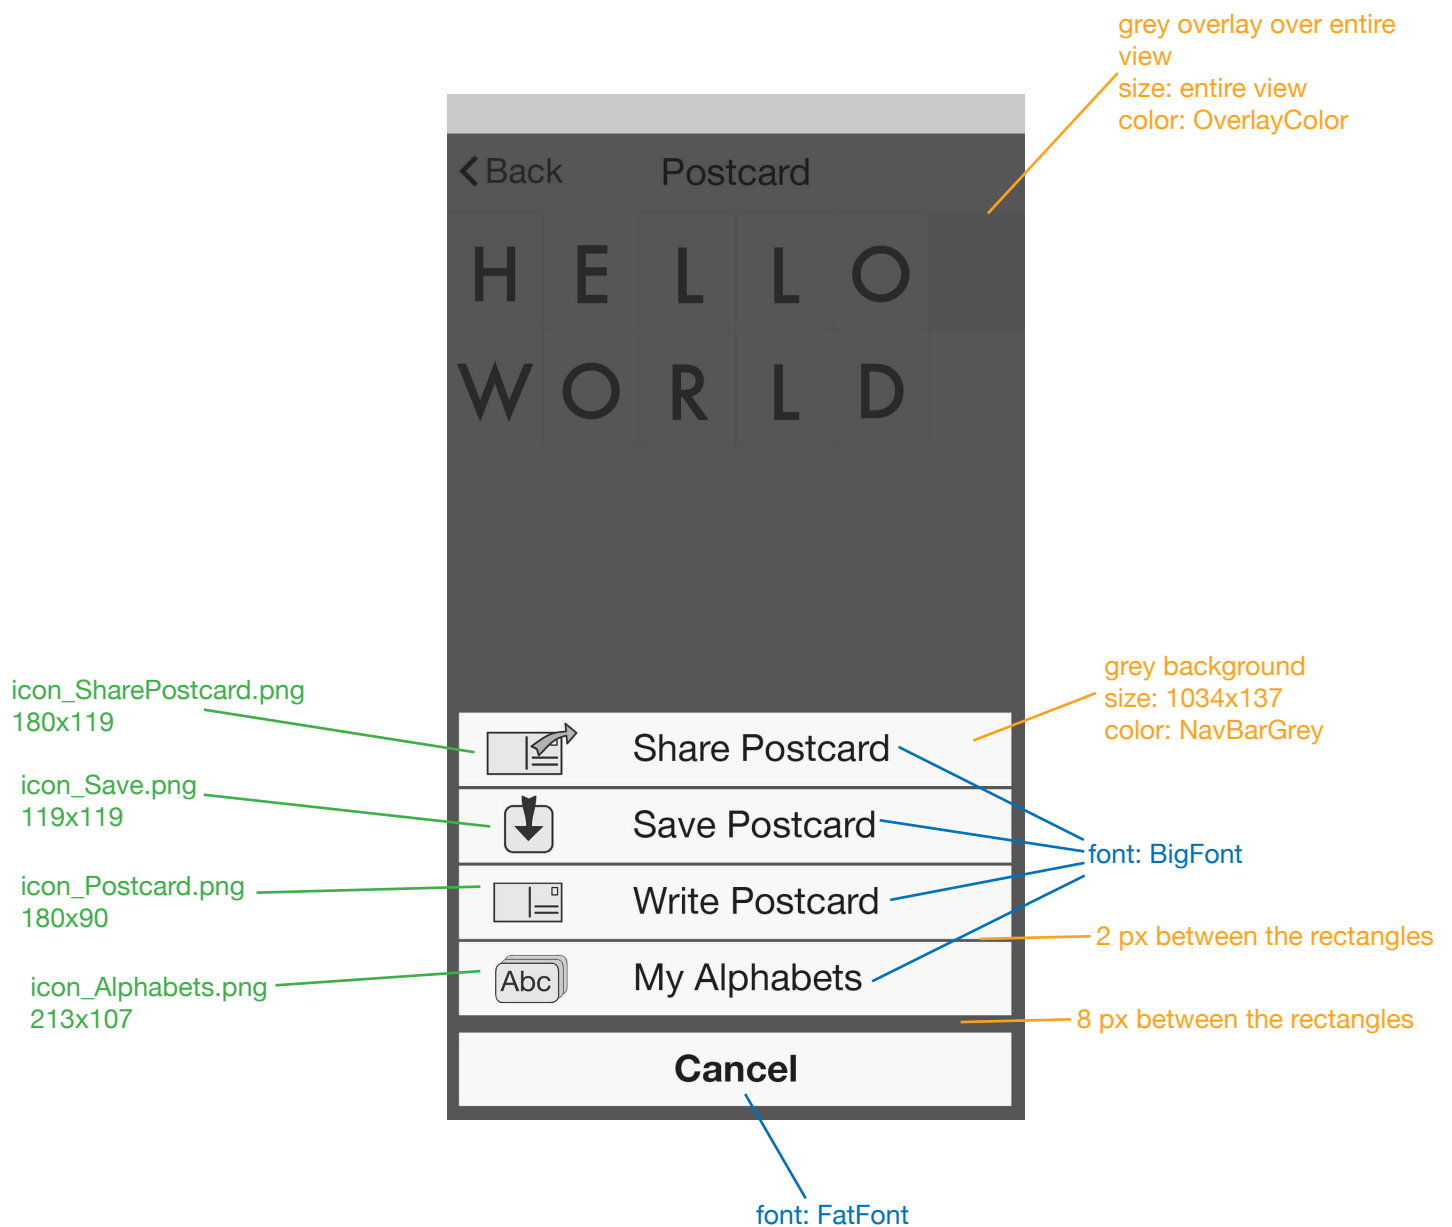 grey overlay over entire
view
size: entire view
color: OverlayColor
Back
Postcard
H E L L O
W O R L D
icon_SharePostcard.png
180x119
grey background
size: 1034x137
color: NavBarGrey
Share Postcard
icon_Save.png
119x119
Save Postcard
font: BigFont
icon_Postcard.png
180x90
Write Postcard
2 px between the rectangles
icon_Alphabets.png
213x107
Abc
My Alphabets
8 px between the rectangles
Cancel
font: FatFont